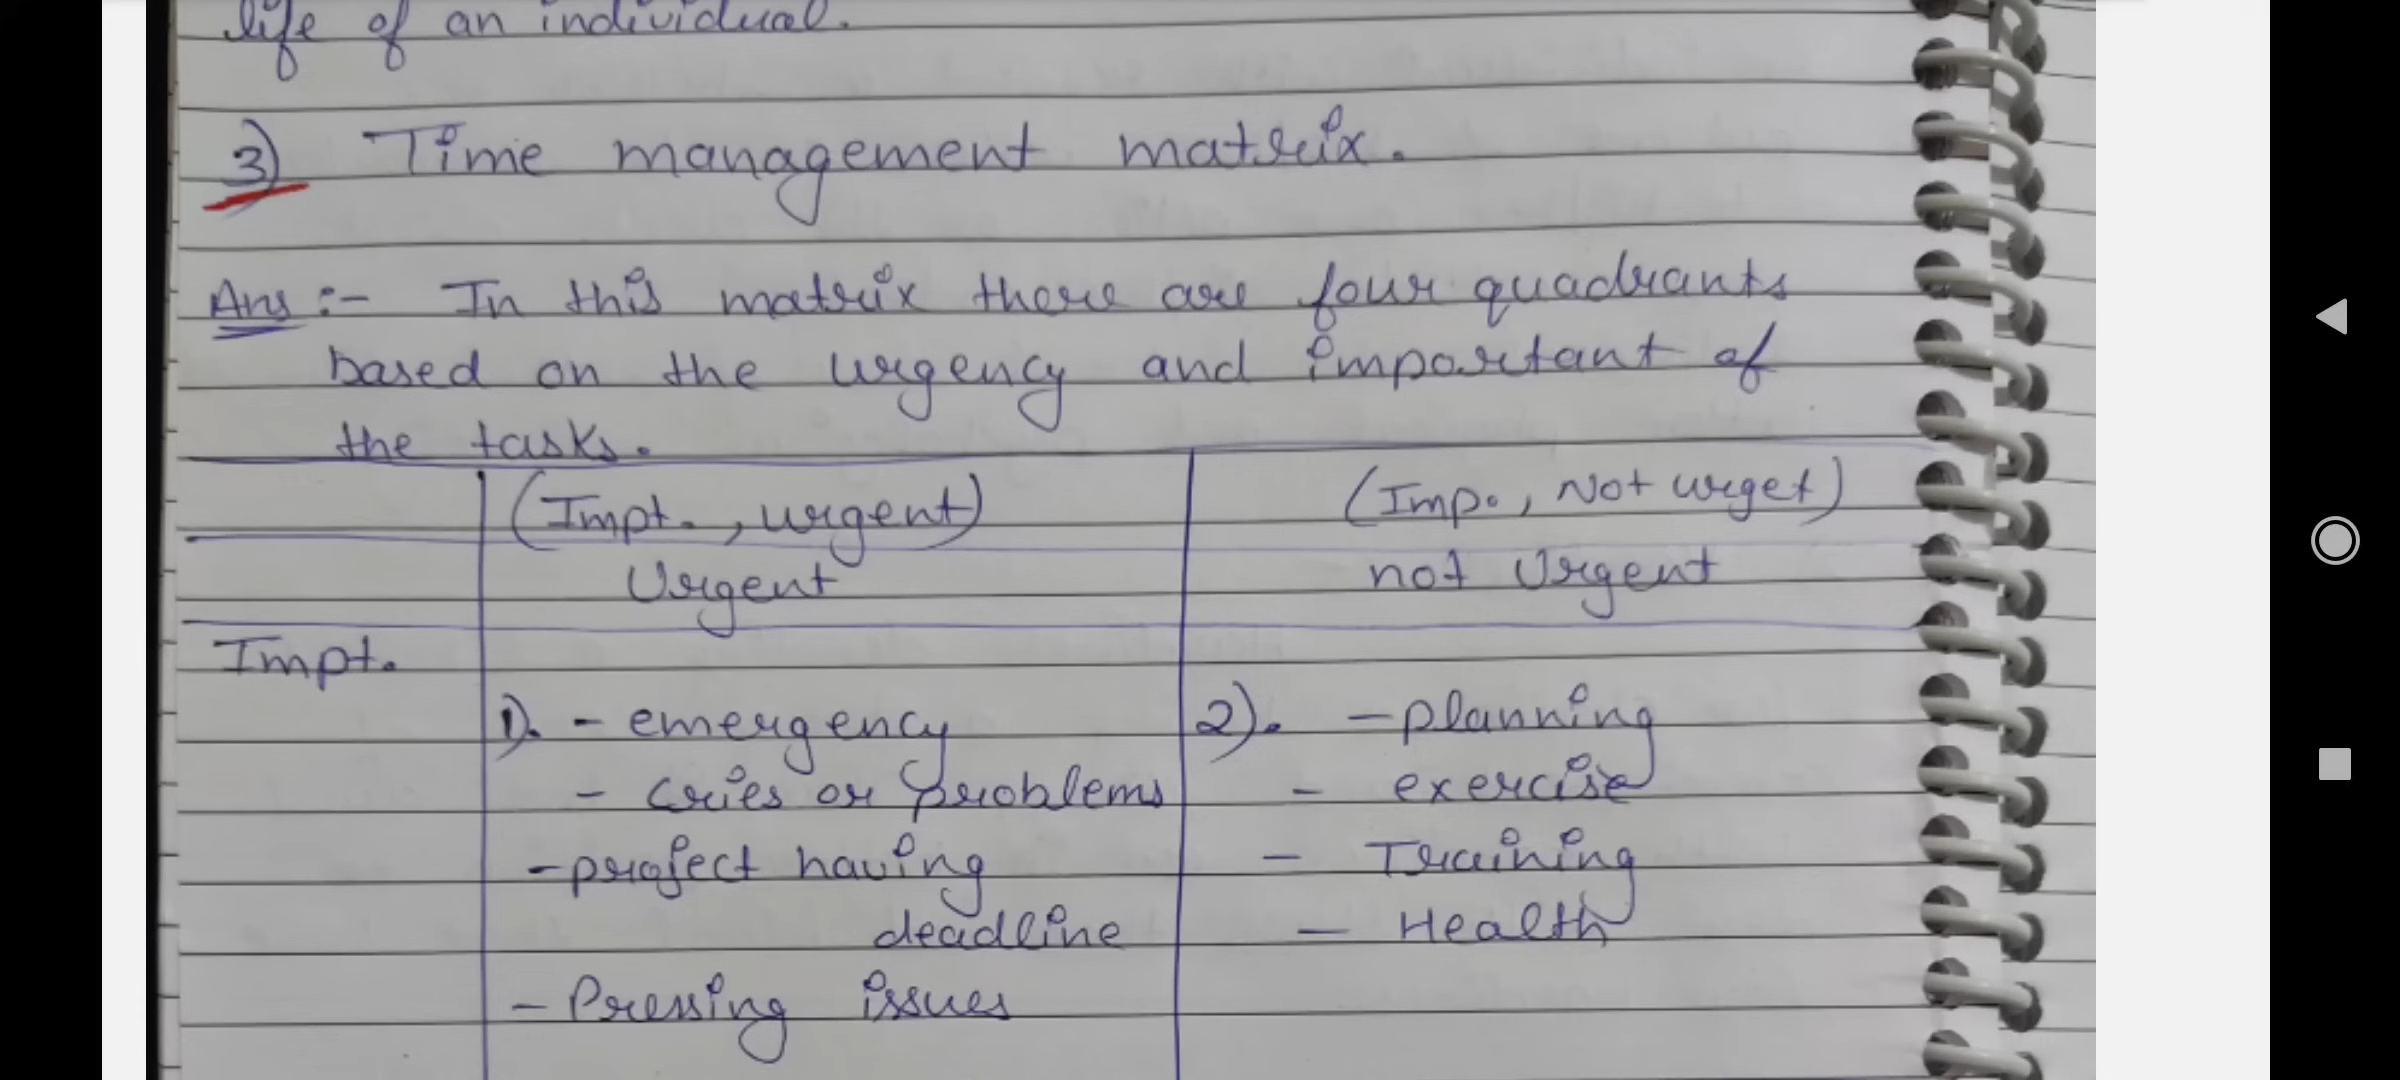 life of an individual.
3) Time management matrix.
Ans :- In this matrix there are four quadrants
based on the urgency and important of
the tasks.
(Impt., urgent) (Imp., Not urget)
Urgent not Urgent
Impt.
1). - emergency 2). - planning
- cries or problems - exercise
- project having - Training
deadline - Health
- Pressing issues